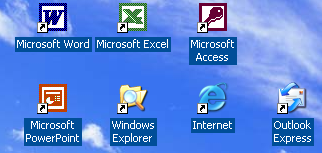 Microsoft Word
Microsoft Excel
Microsoft
Access
Microsoft
PowerPoint
Windows
Explorer
Internet
Outlook
Express